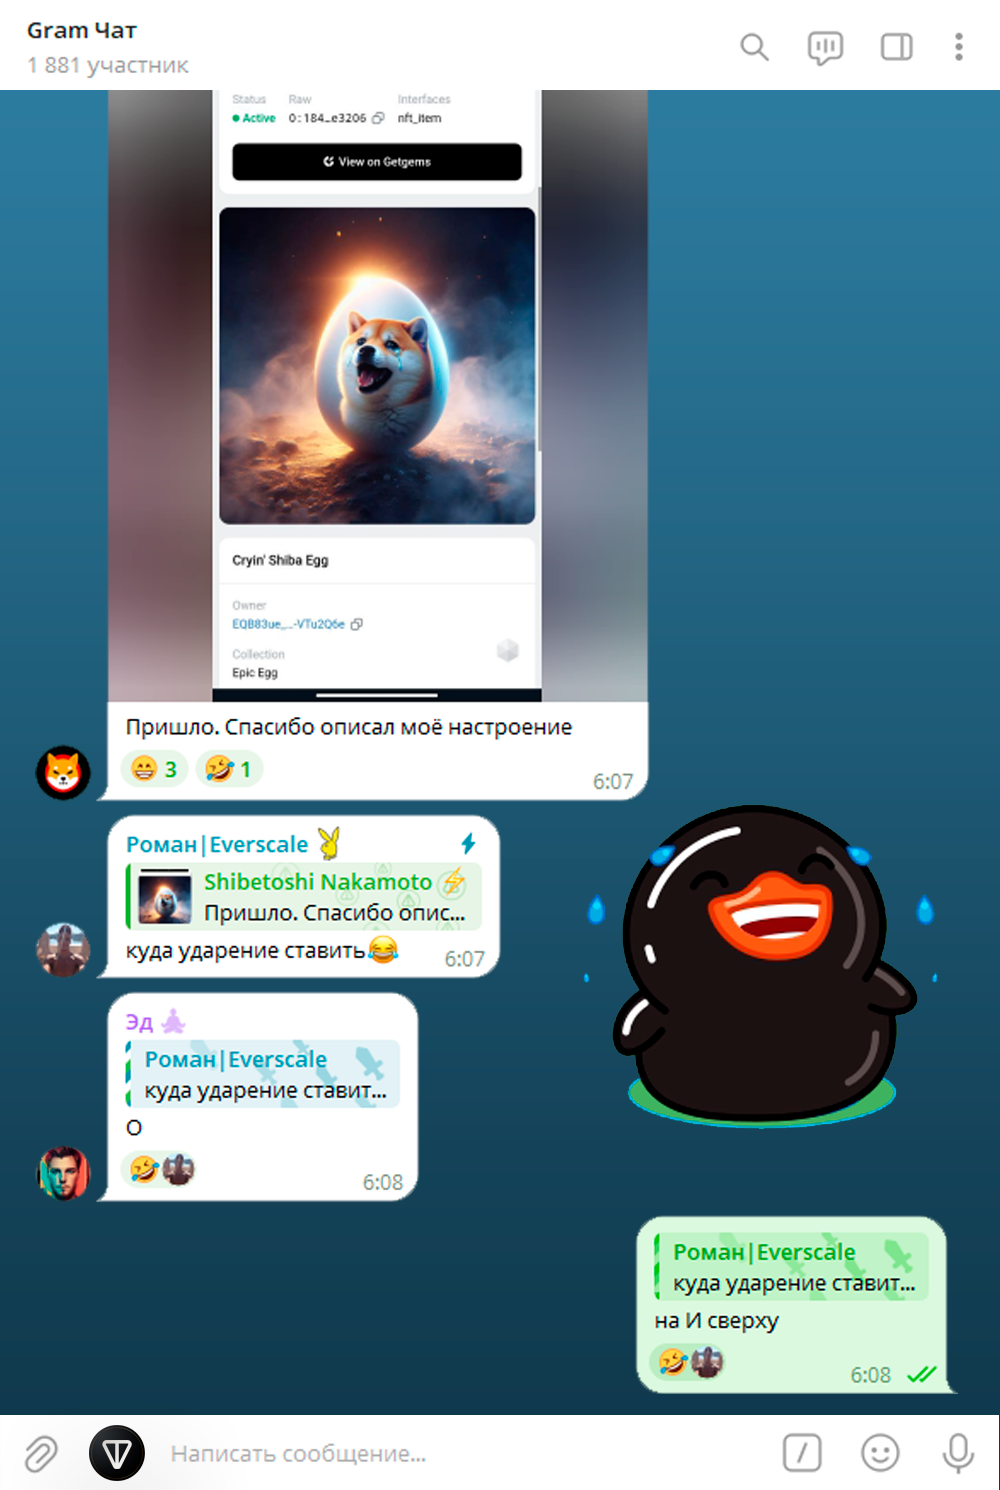 Gram Чат
1 881 участник
Status Raw Interfaces
Active 0:184…e3206 nft_item
View on Getgems
Cryin' Shiba Egg
Owner
EQB83ue_…-VTu2Q6e
Collection
Epic Egg
Пришло. Спасибо описал моё настроение
3 1
6:07
Роман|Everscale
Shibetoshi Nakamoto
Пришло. Спасибо опис...
куда ударение ставить
6:07
Эд
Роман|Everscale
куда ударение ставит...
О
6:08
Роман|Everscale
куда ударение ставит...
на И сверху
6:08
Написать сообщение...